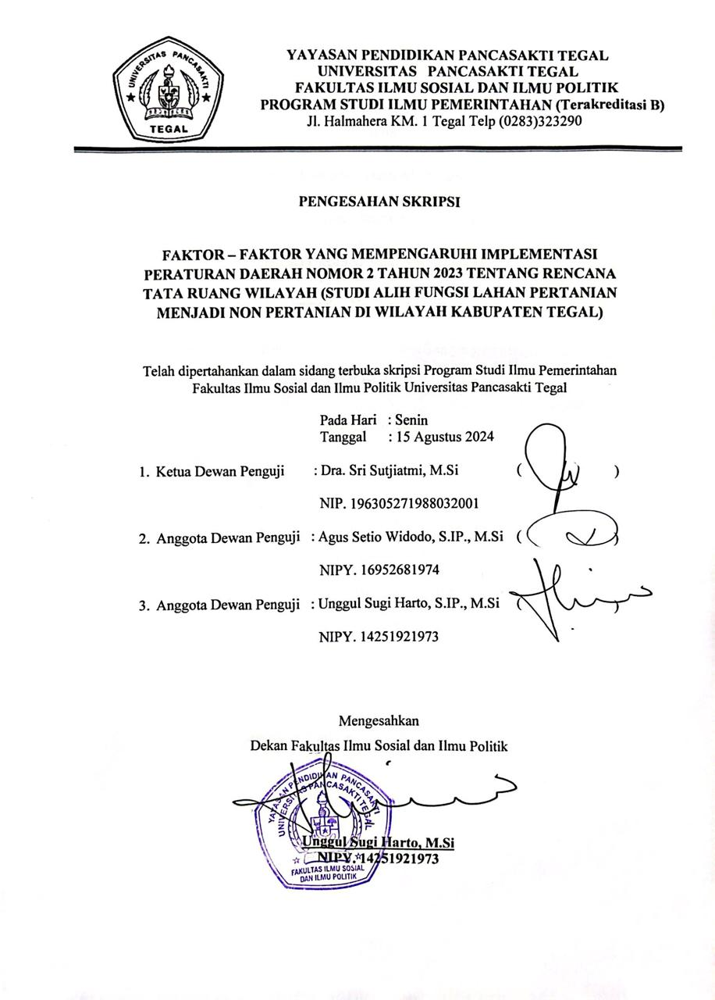 UNIVERSITAS PANCASAKTI
TEGAL
YAYASAN PENDIDIKAN PANCASAKTI TEGAL
UNIVERSITAS PANCASAKTI TEGAL
FAKULTAS ILMU SOSIAL DAN ILMU POLITIK
PROGRAM STUDI ILMU PEMERINTAHAN (Terakreditasi B)
Jl. Halmahera KM. 1 Tegal Telp (0283)323290
PENGESAHAN SKRIPSI
FAKTOR – FAKTOR YANG MEMPENGARUHI IMPLEMENTASI
PERATURAN DAERAH NOMOR 2 TAHUN 2023 TENTANG RENCANA
TATA RUANG WILAYAH (STUDI ALIH FUNGSI LAHAN PERTANIAN
MENJADI NON PERTANIAN DI WILAYAH KABUPATEN TEGAL)
Telah dipertahankan dalam sidang terbuka skripsi Program Studi Ilmu Pemerintahan
Fakultas Ilmu Sosial dan Ilmu Politik Universitas Pancasakti Tegal
Pada Hari : Senin
Tanggal : 15 Agustus 2024
1. Ketua Dewan Penguji : Dra. Sri Sutjiatmi, M.Si ( )
NIP. 196305271988032001
2. Anggota Dewan Penguji : Agus Setio Widodo, S.IP., M.Si ( )
NIPY. 16952681974
3. Anggota Dewan Penguji : Unggul Sugi Harto, S.IP., M.Si ( )
NIPY. 14251921973
Mengesahkan
Dekan Fakultas Ilmu Sosial dan Ilmu Politik
YAYASAN PENDIDIKAN PANCASAKTI
UNIVERSITAS PANCASAKTI TEGAL
Unggul Sugi Harto, M.Si
NIPY. 14251921973
FAKULTAS ILMU SOSIAL
DAN ILMU POLITIK